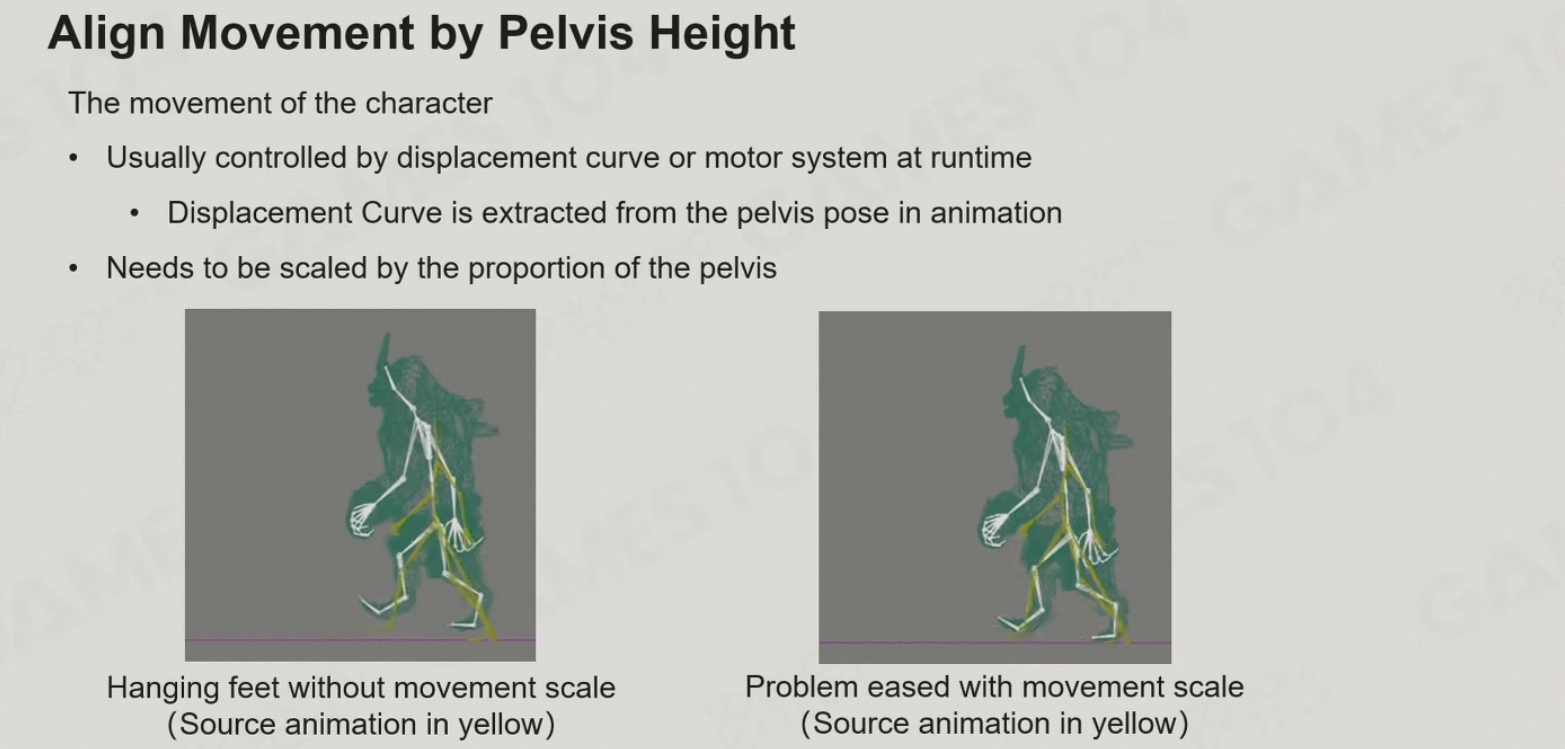 Align Movement by Pelvis Height
The movement of the character
• Usually controlled by displacement curve or motor system at runtime
• Displacement Curve is extracted from the pelvis pose in animation
• Needs to be scaled by the proportion of the pelvis
Hanging feet without movement scale
(Source animation in yellow)
Problem eased with movement scale
(Source animation in yellow)
GAMES 104